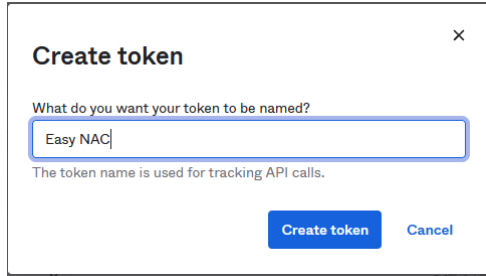 Create token
What do you want your token to be named?
Easy NAC
The token name is used for tracking API calls.
Create token Cancel